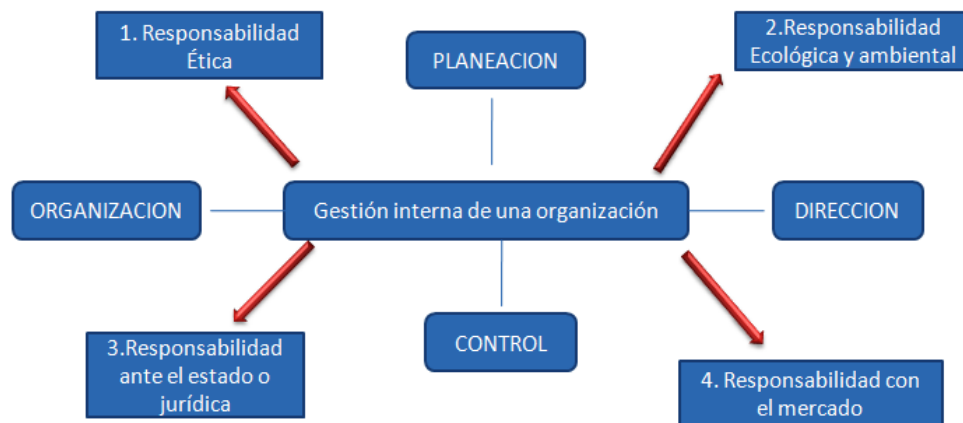 1. Responsabilidad
Ética
PLANEACION
2.Responsabilidad
Ecológica y ambiental
ORGANIZACION
Gestión interna de una organización
DIRECCION
3.Responsabilidad
ante el estado o
jurídica
CONTROL
4. Responsabilidad con
el mercado